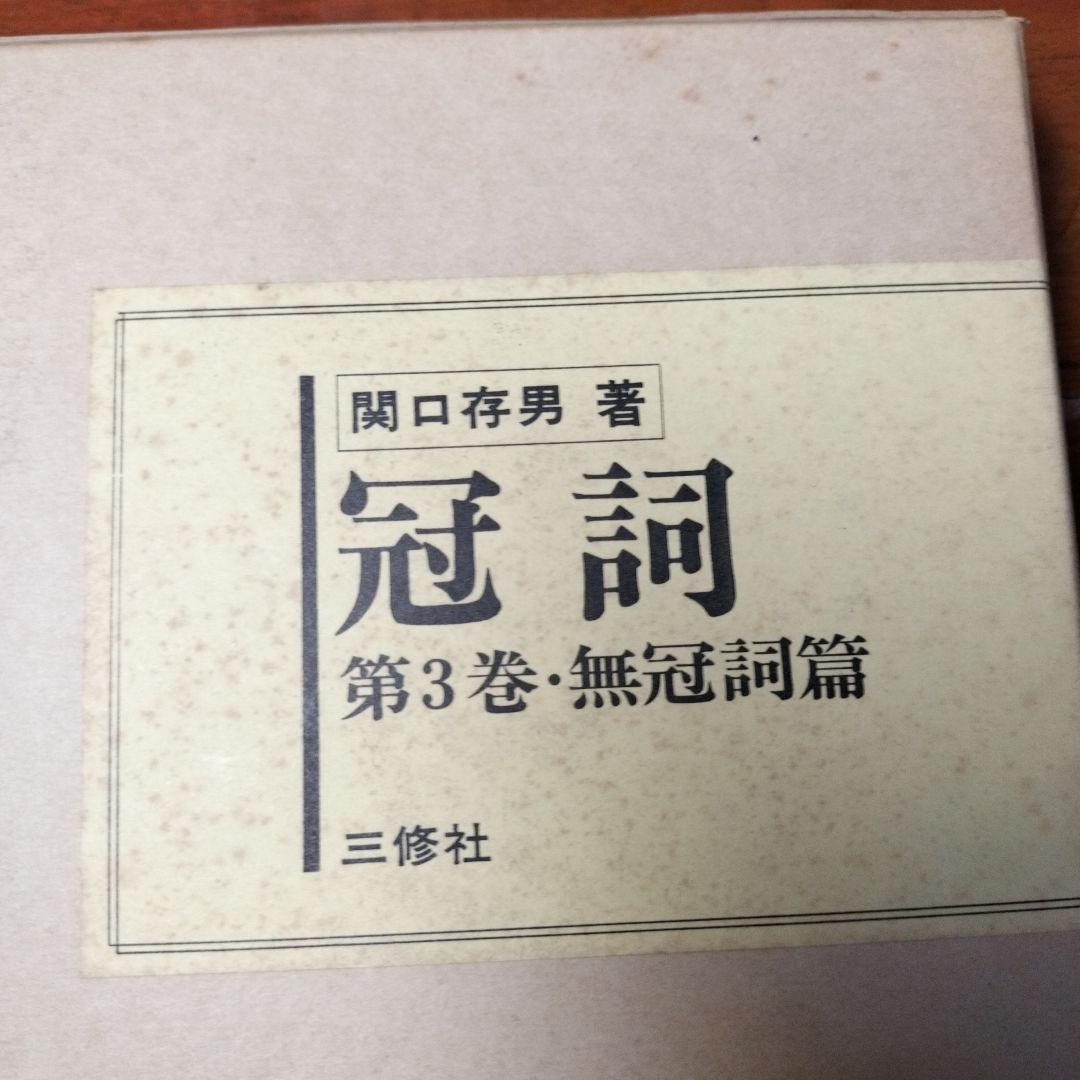 関口存男 著
冠詞
第3巻・無冠詞篇
三修社